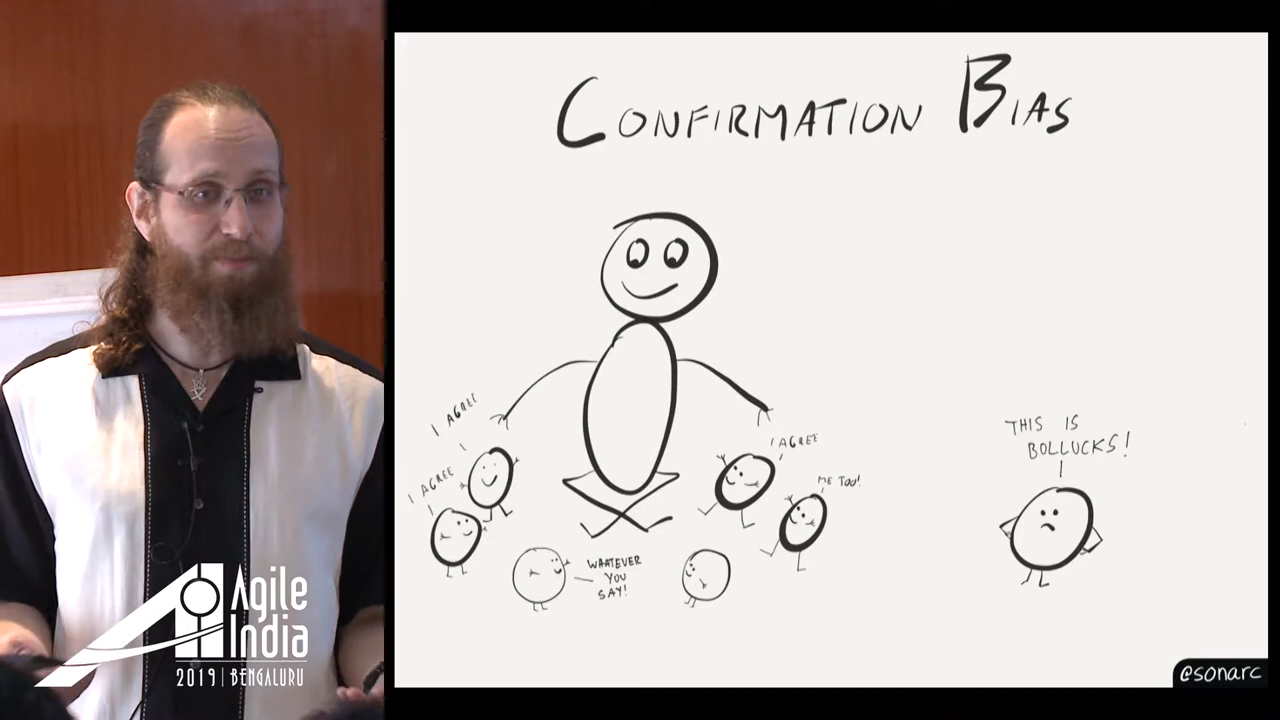 CONFIRMATION BIAS
I AGREE
I AGREE
I AGREE
ME TOO!
WHATEVER
YOU
SAY!
THIS IS
BOLLUCKS!
Agile
India
2019 | BENGALURU
@sonarc